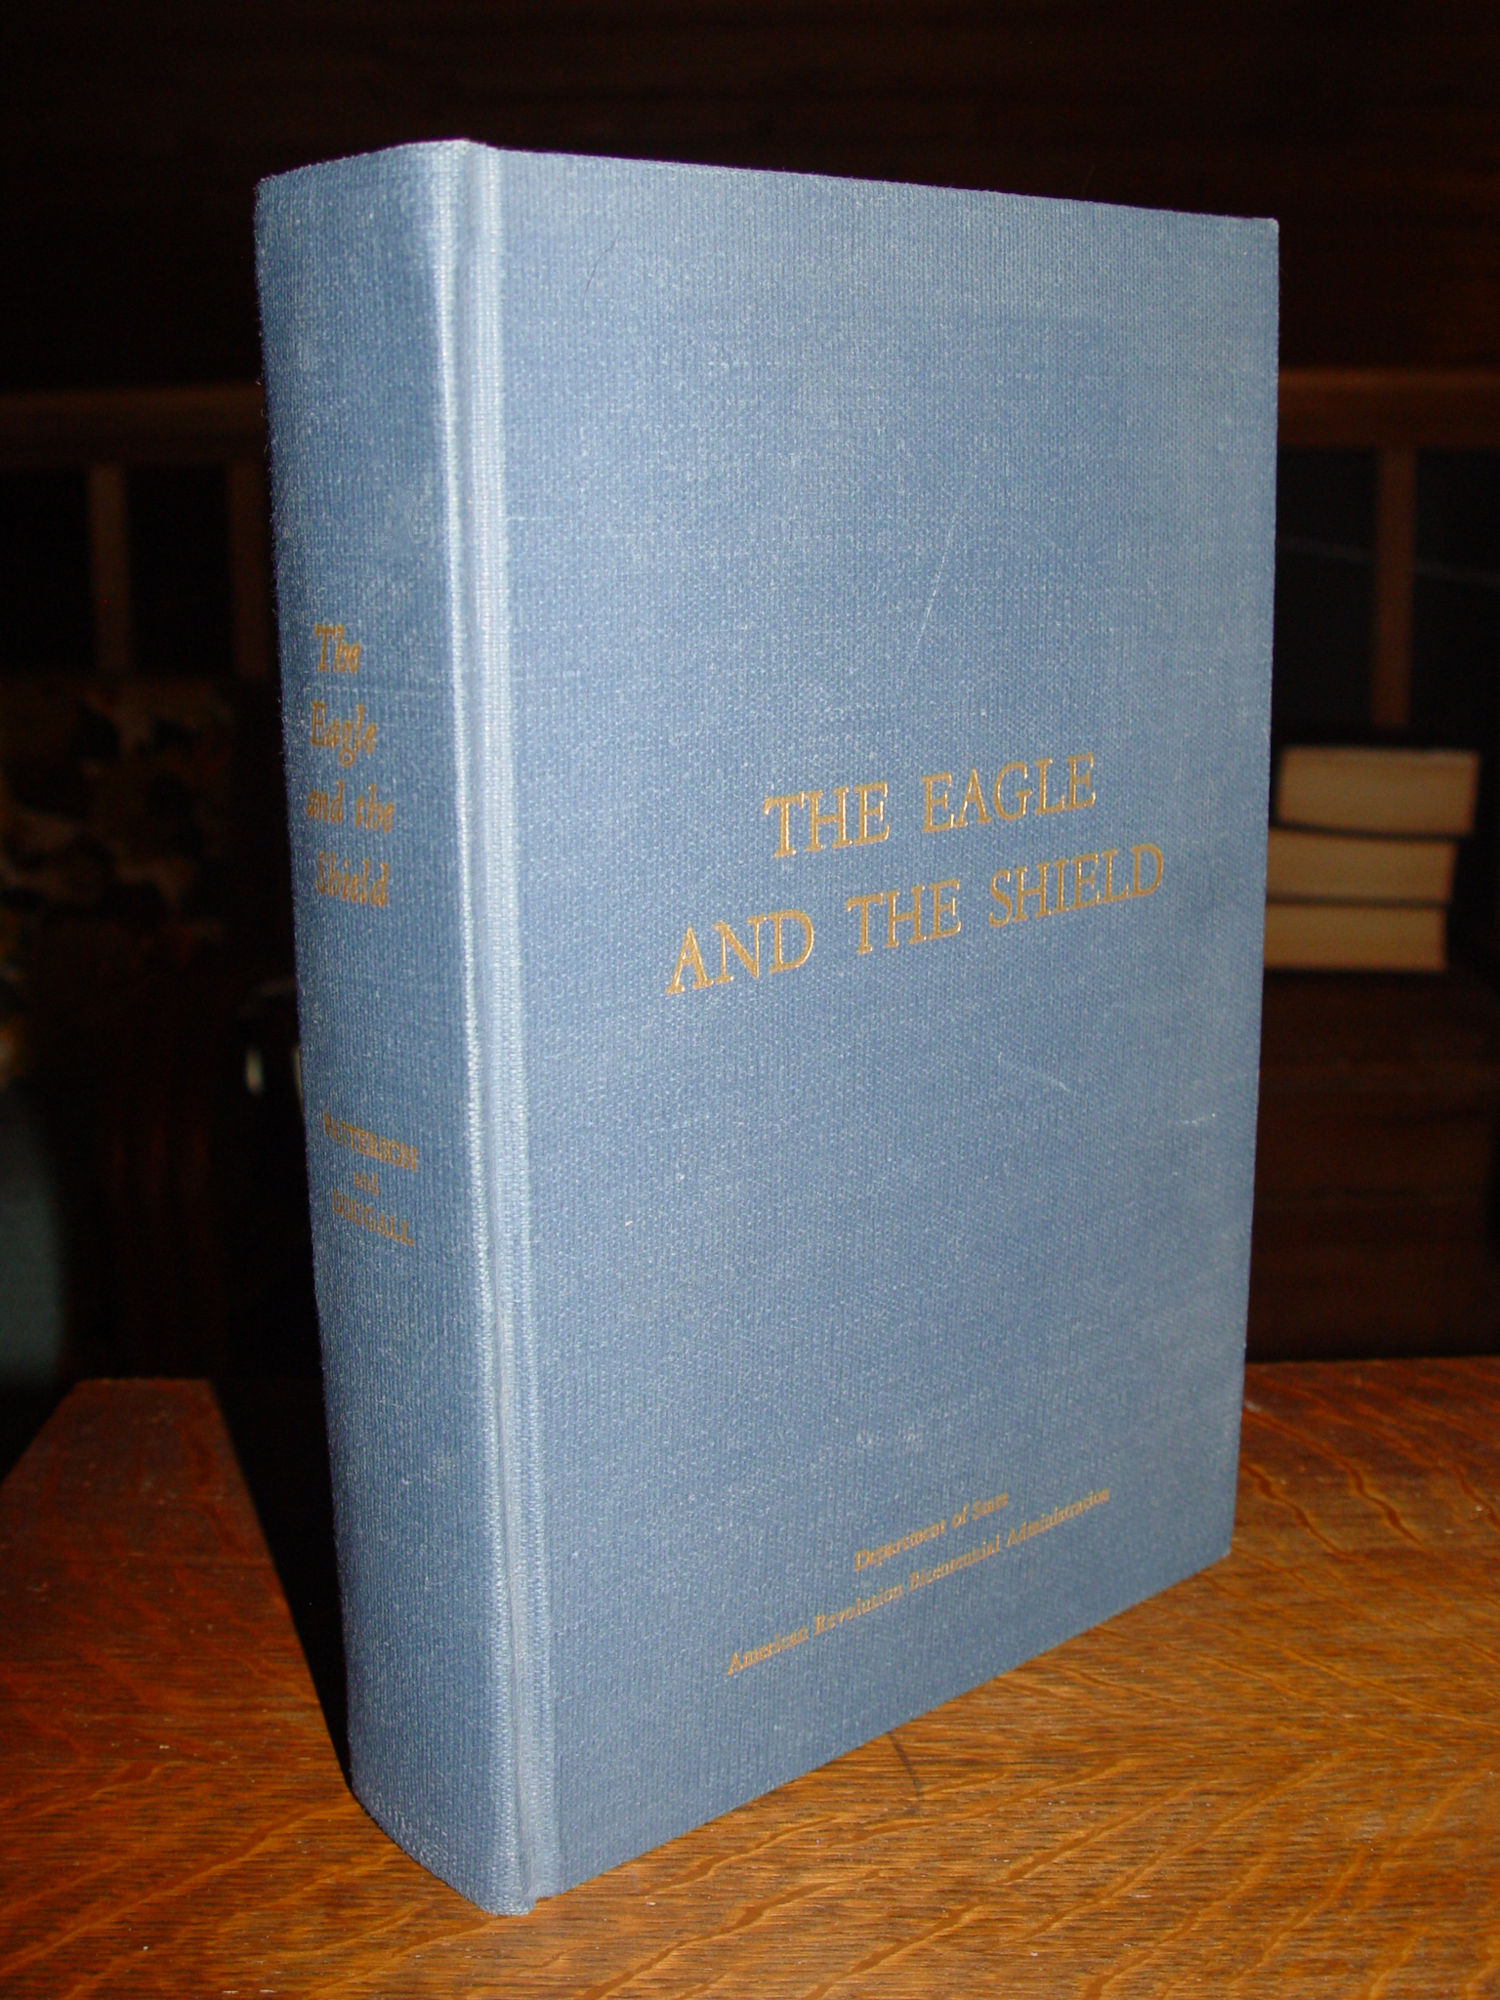 The
Eagle
and the
Shield
PATTERSON
and
DOUGALL
THE EAGLE
AND THE SHIELD
Department of State
American Revolution Bicentennial Administration